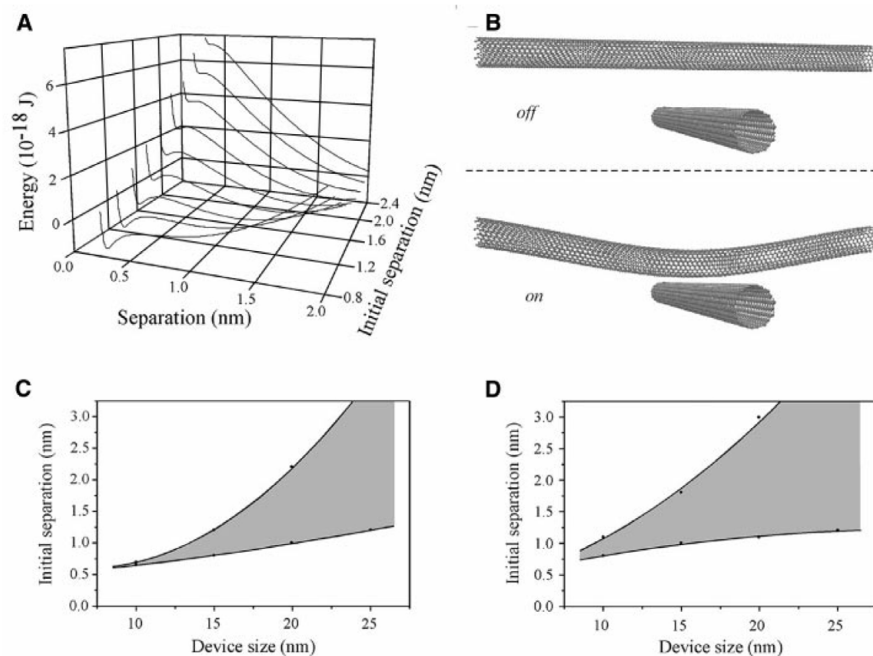 A
Energy (10-18 J)
6
4
2
0
0.0
0.5
1.0
1.5
2.0
Separation (nm)
2.4
2.0
1.6
1.2
0.8
Initial separation (nm)
B
off
on
C
Initial separation (nm)
3.0
2.5
2.0
1.5
1.0
0.5
0.0
10 15 20 25
Device size (nm)
D
Initial separation (nm)
3.0
2.5
2.0
1.5
1.0
0.5
0.0
10 15 20 25
Device size (nm)